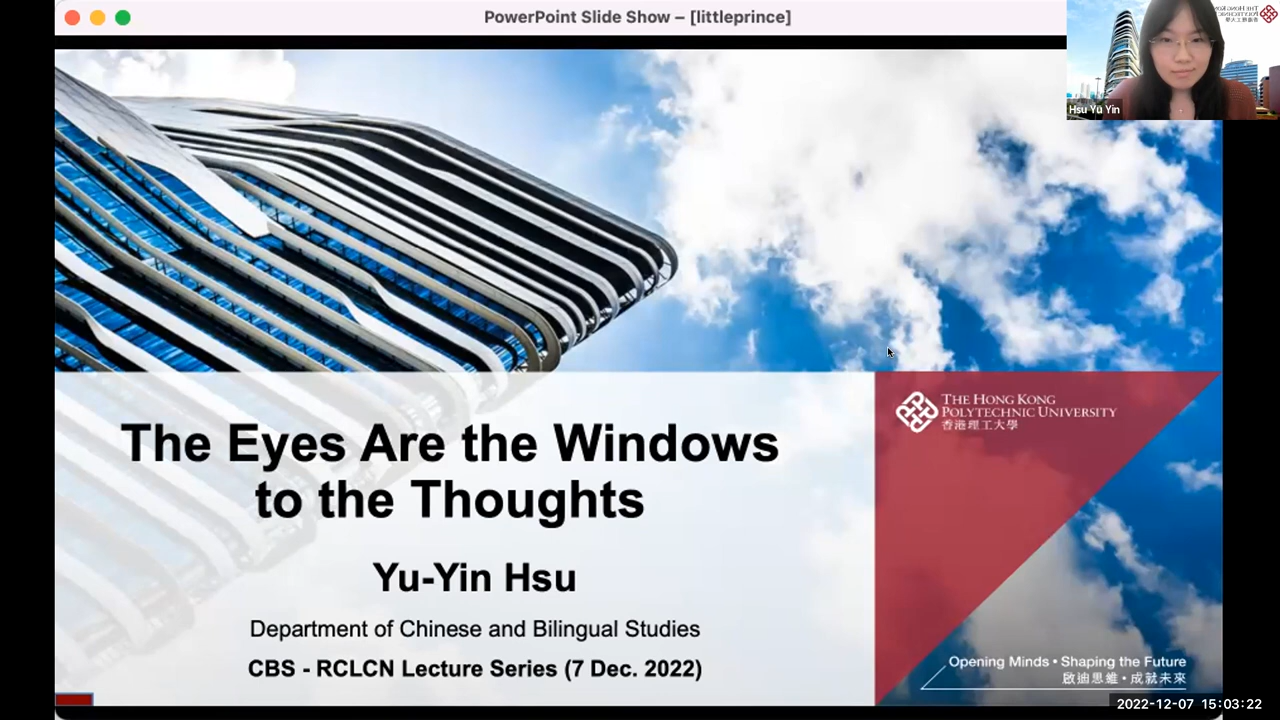 PowerPoint Slide Show – [littleprince]
Hsu Yu Yin
THE HONG KONG
POLYTECHNIC UNIVERSITY
香港理工大學
The Eyes Are the Windows
to the Thoughts
Yu-Yin Hsu
Department of Chinese and Bilingual Studies
CBS - RCLCN Lecture Series (7 Dec. 2022)
Opening Minds • Shaping the Future
啟迪思維 • 成就未來
2022-12-07 15:03:22